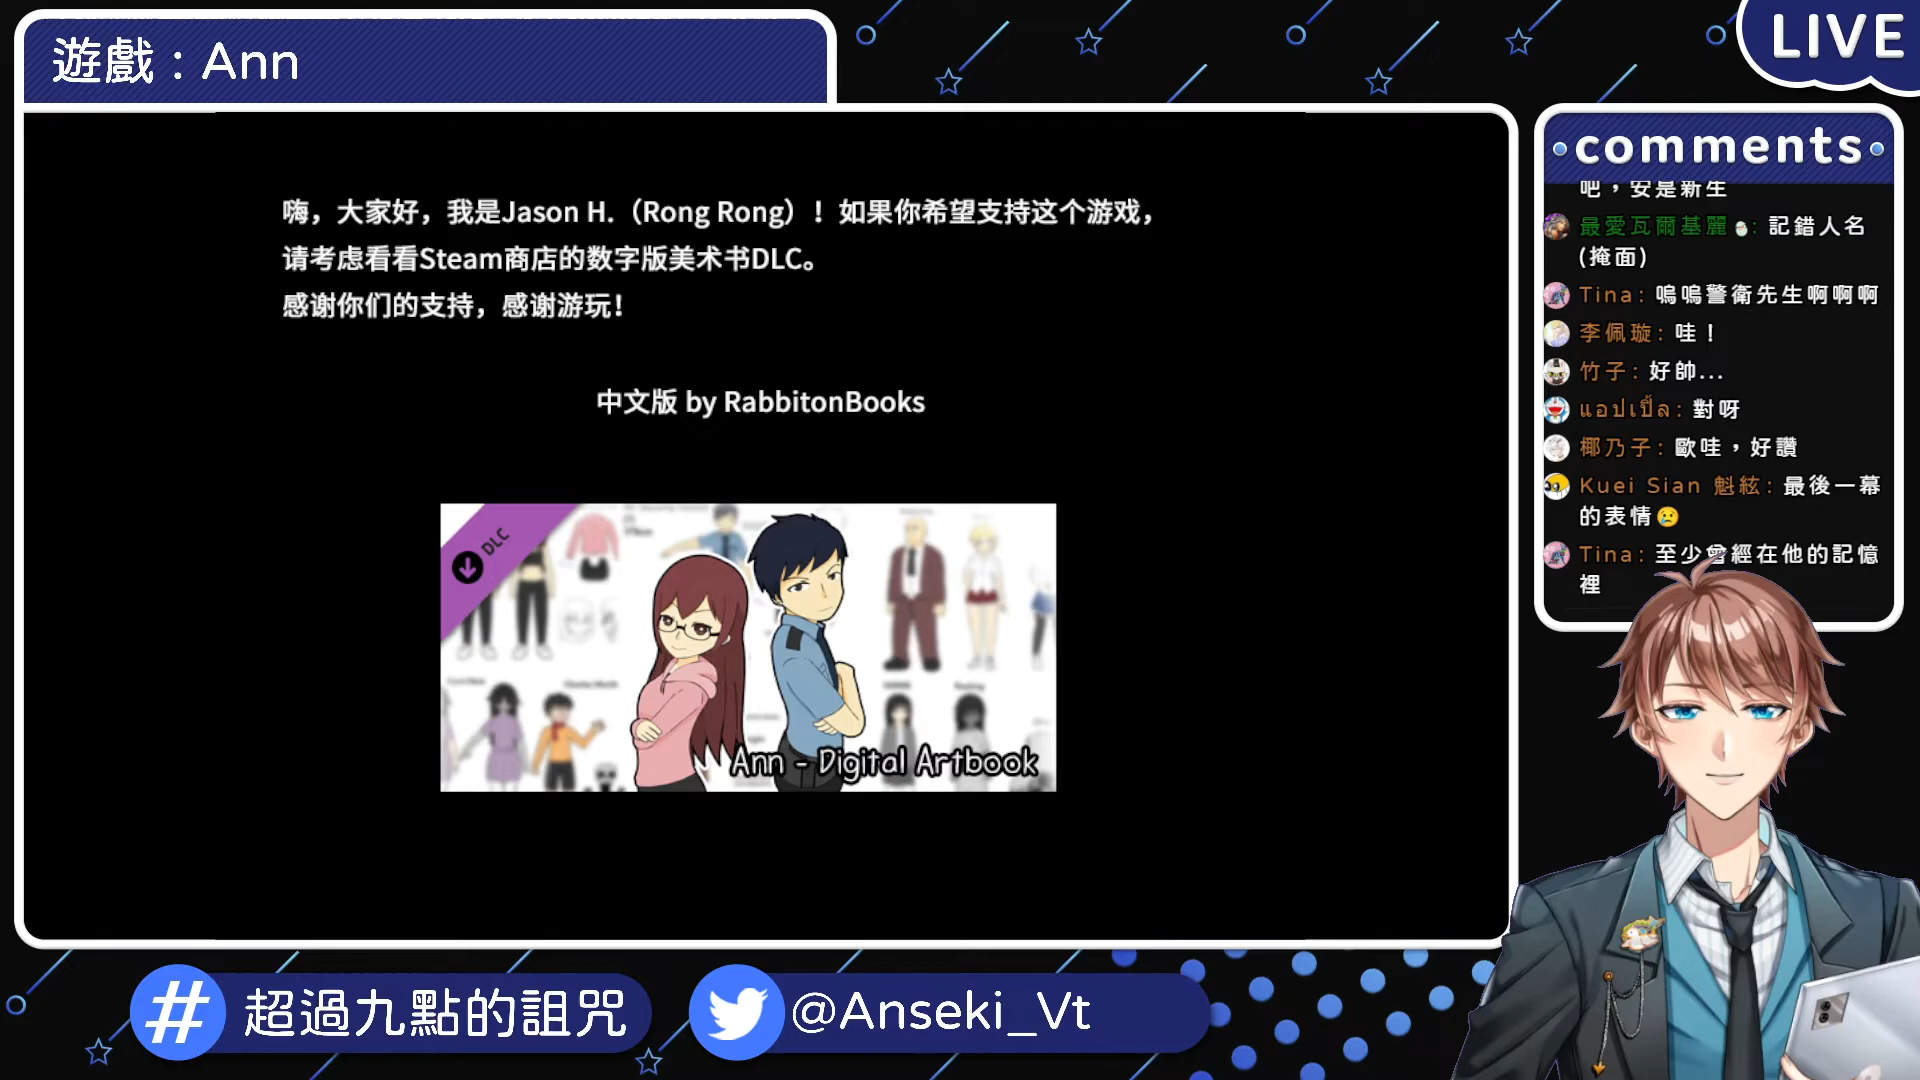 遊戲：Ann
LIVE
comments
吧，安是新生
最愛瓦爾基麗⛄: 記錯人名
(掩面)
Tina: 嗚嗚警衛先生啊啊啊
李佩璇: 哇！
竹子: 好帥...
แอปเปิ้ล: 對呀
椰乃子: 歐哇，好讚
Kuei Sian 魁絃: 最後一幕
的表情😢
Tina: 至少曾經在他的記憶
裡
嗨，大家好，我是Jason H.（Rong Rong）！如果你希望支持这个游戏，
请考虑看看Steam商店的数字版美术书DLC。
感谢你们的支持，感谢游玩！
中文版 by RabbitonBooks
DLC
Ann - Digital Artbook
# 超過九點的詛咒
@Anseki_Vt